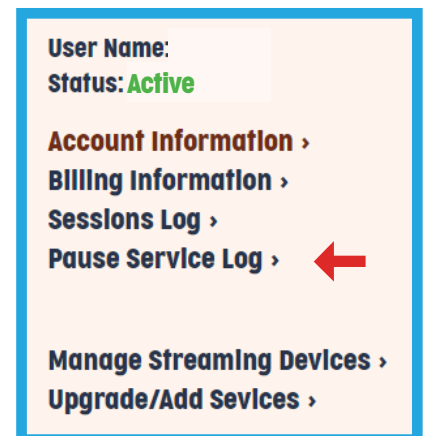 User Name:
Status: Active
Account Information ›
Billing Information ›
Sessions Log ›
Pause Service Log ›
Manage Streaming Devices ›
Upgrade/Add Sevices ›